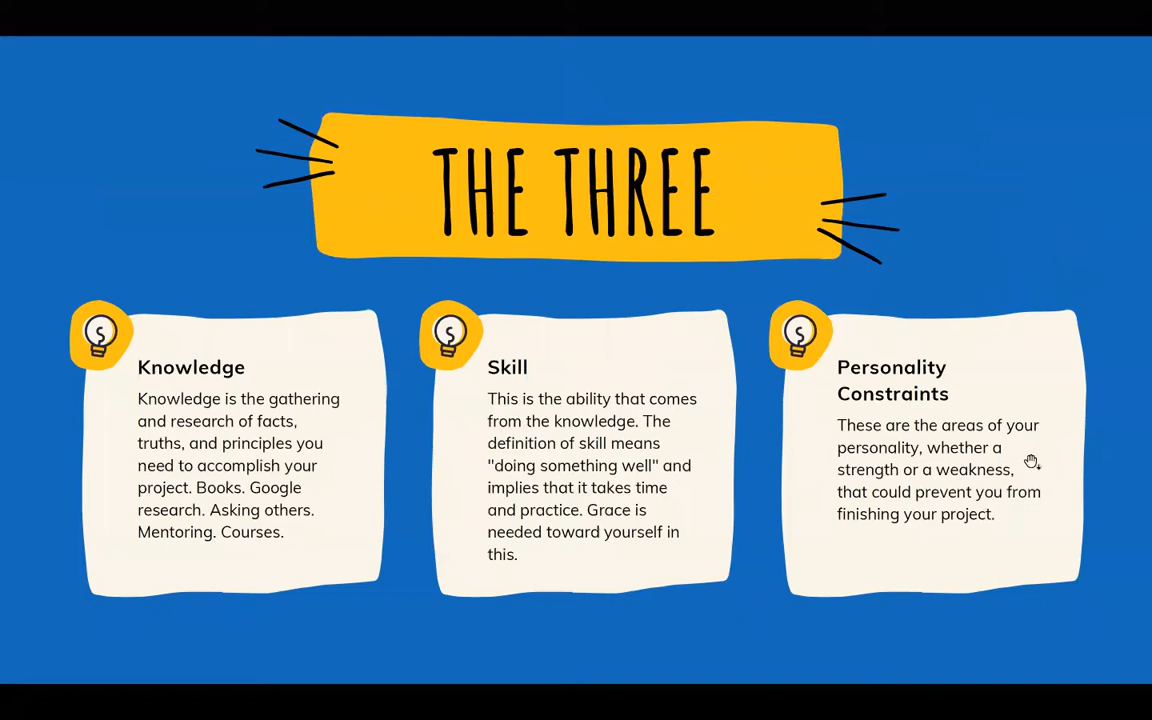 THE THREE
Knowledge
Knowledge is the gathering
and research of facts,
truths, and principles you
need to accomplish your
project. Books. Google
research. Asking others.
Mentoring. Courses.
Skill
This is the ability that comes
from the knowledge. The
definition of skill means
"doing something well" and
implies that it takes time
and practice. Grace is
needed toward yourself in
this.
Personality
Constraints
These are the areas of your
personality, whether a
strength or a weakness,
that could prevent you from
finishing your project.